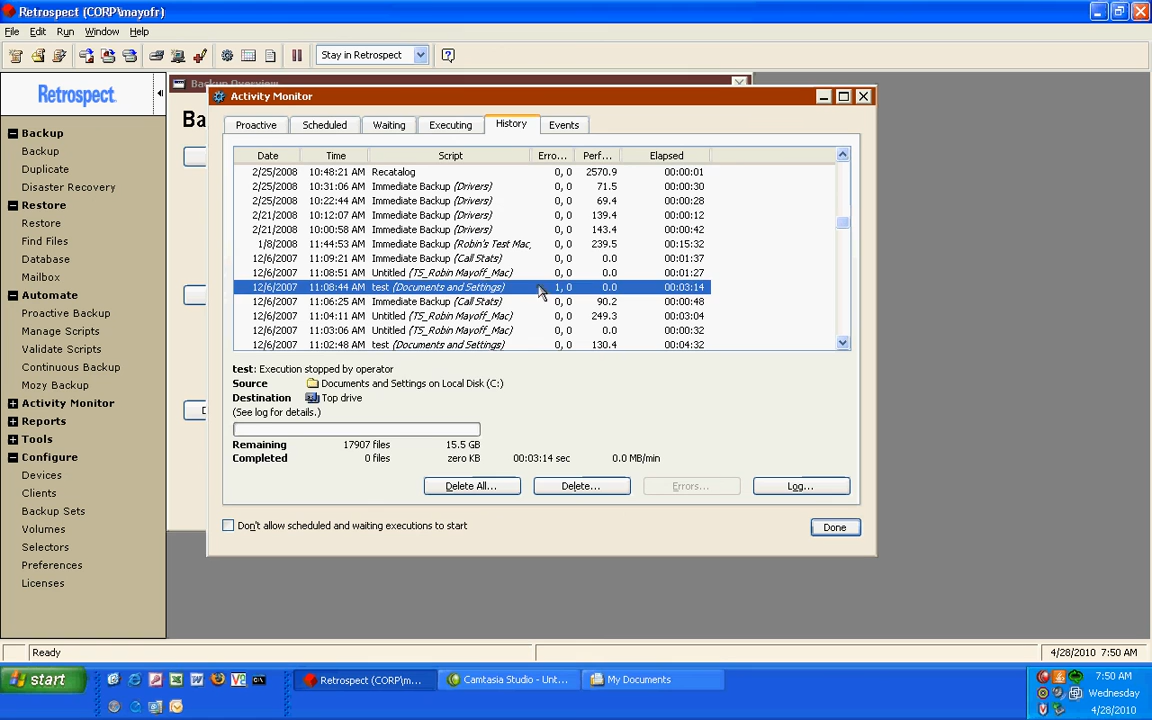 Retrospect (CORP\mayofr)
File Edit Run Window Help
Stay in Retrospect
Retrospect.
Backup
Backup
Duplicate
Disaster Recovery
Restore
Restore
Find Files
Database
Mailbox
Automate
Proactive Backup
Manage Scripts
Validate Scripts
Continuous Backup
Mozy Backup
Activity Monitor
Reports
Tools
Configure
Devices
Clients
Backup Sets
Volumes
Selectors
Preferences
Licenses
Backup Overview
Ba
Activity Monitor
Proactive Scheduled Waiting Executing History Events
Date Time Script Erro... Perf... Elapsed
2/25/2008 10:48:21 AM Recatalog 0, 0 2570.9 00:00:01
2/25/2008 10:31:06 AM Immediate Backup (Drivers) 0, 0 71.5 00:00:30
2/25/2008 10:22:44 AM Immediate Backup (Drivers) 0, 0 69.4 00:00:28
2/21/2008 10:12:07 AM Immediate Backup (Drivers) 0, 0 139.4 00:00:12
2/21/2008 10:00:58 AM Immediate Backup (Drivers) 0, 0 143.4 00:00:42
1/8/2008 11:44:53 AM Immediate Backup (Robin's Test Mac, 0, 0 239.5 00:15:32
12/6/2007 11:09:21 AM Immediate Backup (Call Stats) 0, 0 0.0 00:01:37
12/6/2007 11:08:51 AM Untitled (TS_Robin Mayoff_Mac) 0, 0 0.0 00:01:27
12/6/2007 11:08:44 AM test (Documents and Settings) 1, 0 0.0 00:03:14
12/6/2007 11:06:25 AM Immediate Backup (Call Stats) 0, 0 90.2 00:00:48
12/6/2007 11:04:11 AM Untitled (TS_Robin Mayoff_Mac) 0, 0 249.3 00:03:04
12/6/2007 11:03:06 AM Untitled (TS_Robin Mayoff_Mac) 0, 0 0.0 00:00:32
12/6/2007 11:02:48 AM test (Documents and Settings) 0, 0 130.4 00:04:32
test: Execution stopped by operator
Source Documents and Settings on Local Disk (C:)
Destination Top drive
(See log for details.)
Remaining 17907 files 15.5 GB
Completed 0 files zero KB 00:03:14 sec 0.0 MB/min
Delete All... Delete... Errors... Log...
Don't allow scheduled and waiting executions to start
Done
Ready
4/28/2010 7:50 AM
start
Retrospect (CORP\m...
Camtasia Studio - Unt...
My Documents
7:50 AM
Wednesday
4/28/2010